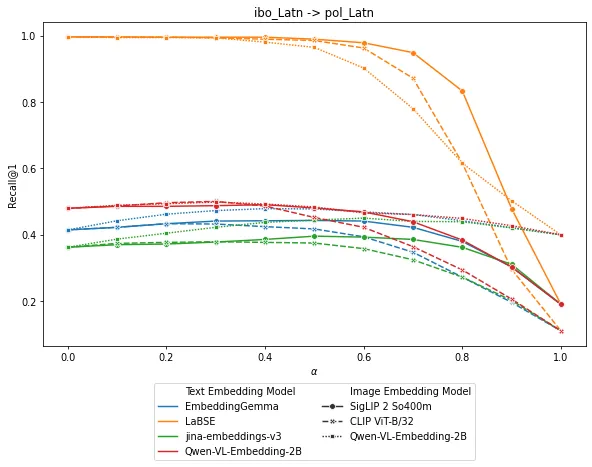 ibo_Latn -> pol_Latn
Recall@1
1.0
0.8
0.6
0.4
0.2
0.0 0.2 0.4 0.6 0.8 1.0
α
Text Embedding Model Image Embedding Model
EmbeddingGemma SigLIP 2 So400m
LaBSE CLIP ViT-B/32
jina-embeddings-v3 Qwen-VL-Embedding-2B
Qwen-VL-Embedding-2B